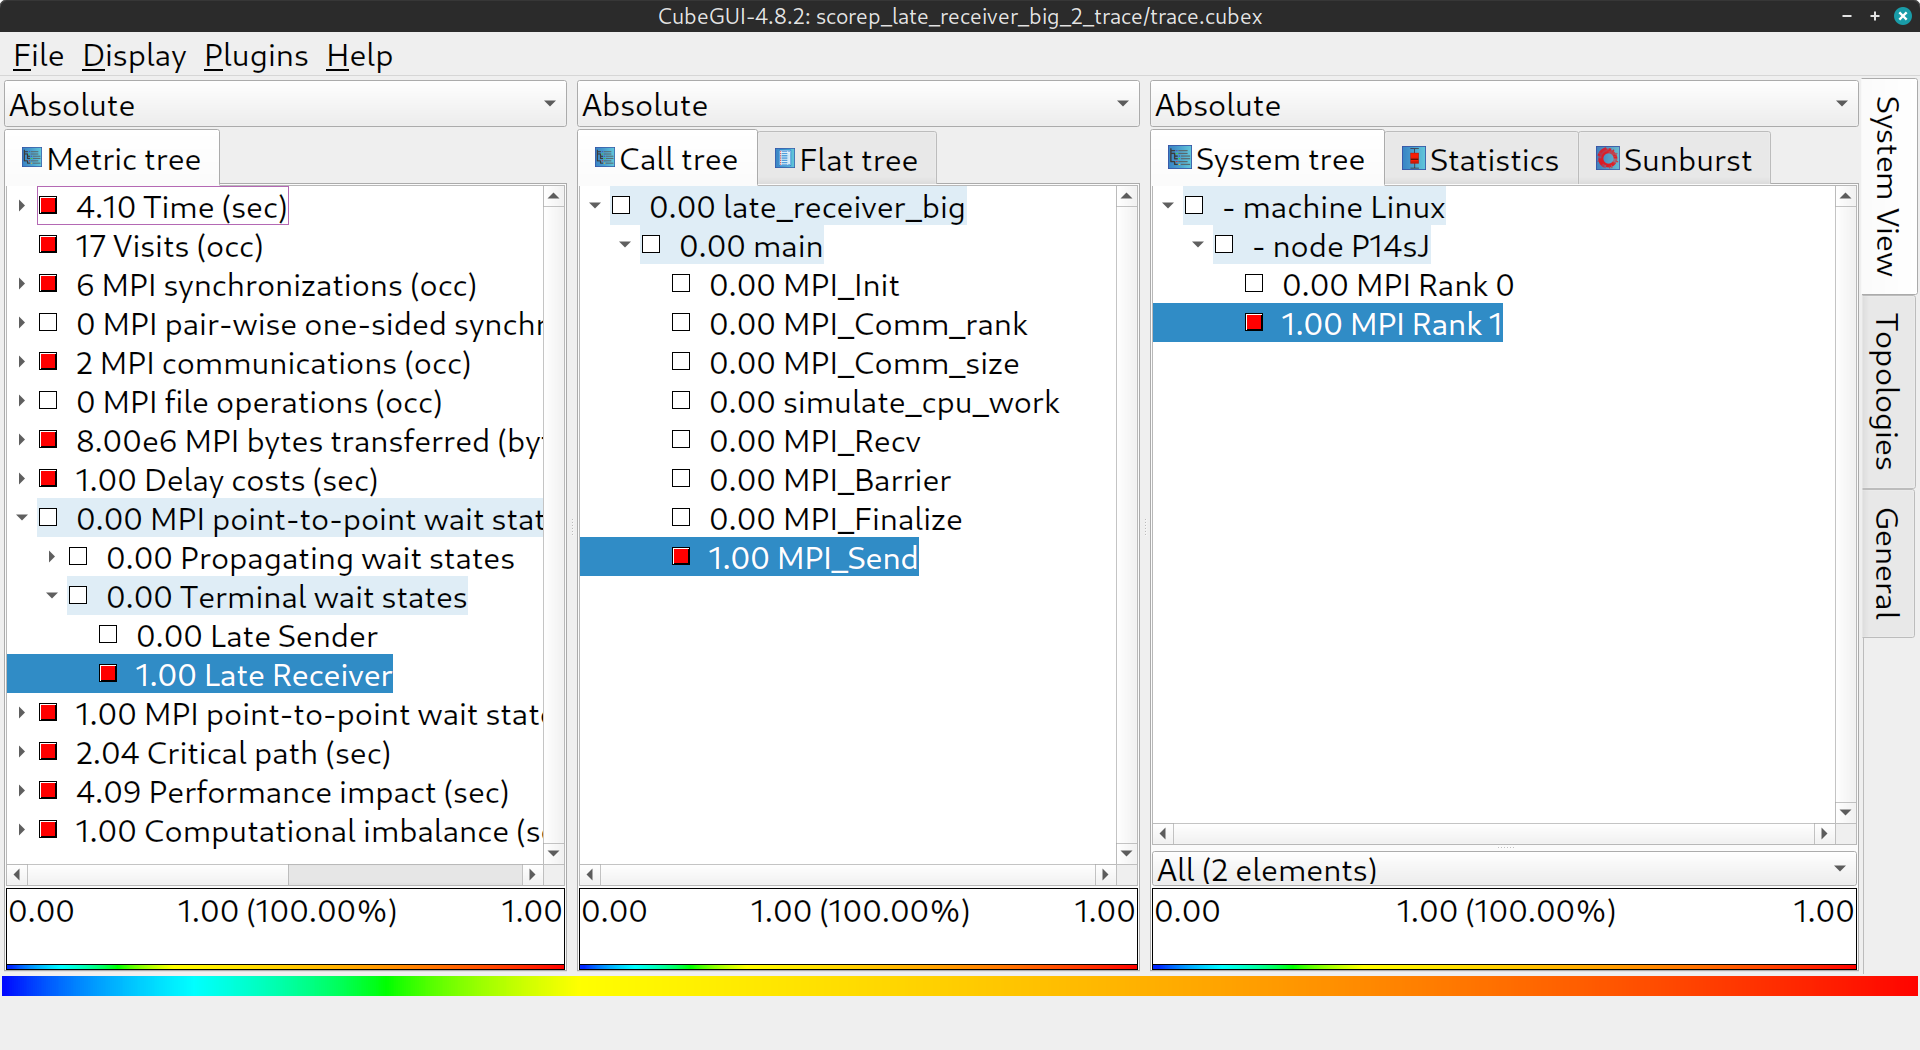 CubeGUI-4.8.2: scorep_late_receiver_big_2_trace/trace.cubex
File Display Plugins Help
Absolute
Metric tree
4.10 Time (sec)
17 Visits (occ)
6 MPI synchronizations (occ)
0 MPI pair-wise one-sided synchr
2 MPI communications (occ)
0 MPI file operations (occ)
8.00e6 MPI bytes transferred (by
1.00 Delay costs (sec)
0.00 MPI point-to-point wait stat
0.00 Propagating wait states
0.00 Terminal wait states
0.00 Late Sender
1.00 Late Receiver
1.00 MPI point-to-point wait state
2.04 Critical path (sec)
4.09 Performance impact (sec)
1.00 Computational imbalance (se
0.00 1.00 (100.00%) 1.00
Absolute
Call tree Flat tree
0.00 late_receiver_big
0.00 main
0.00 MPI_Init
0.00 MPI_Comm_rank
0.00 MPI_Comm_size
0.00 simulate_cpu_work
0.00 MPI_Recv
0.00 MPI_Barrier
0.00 MPI_Finalize
1.00 MPI_Send
0.00 1.00 (100.00%) 1.00
Absolute
System tree Statistics Sunburst
- machine Linux
- node P14sJ
0.00 MPI Rank 0
1.00 MPI Rank 1
All (2 elements)
0.00 1.00 (100.00%) 1.00
System View
Topologies
General